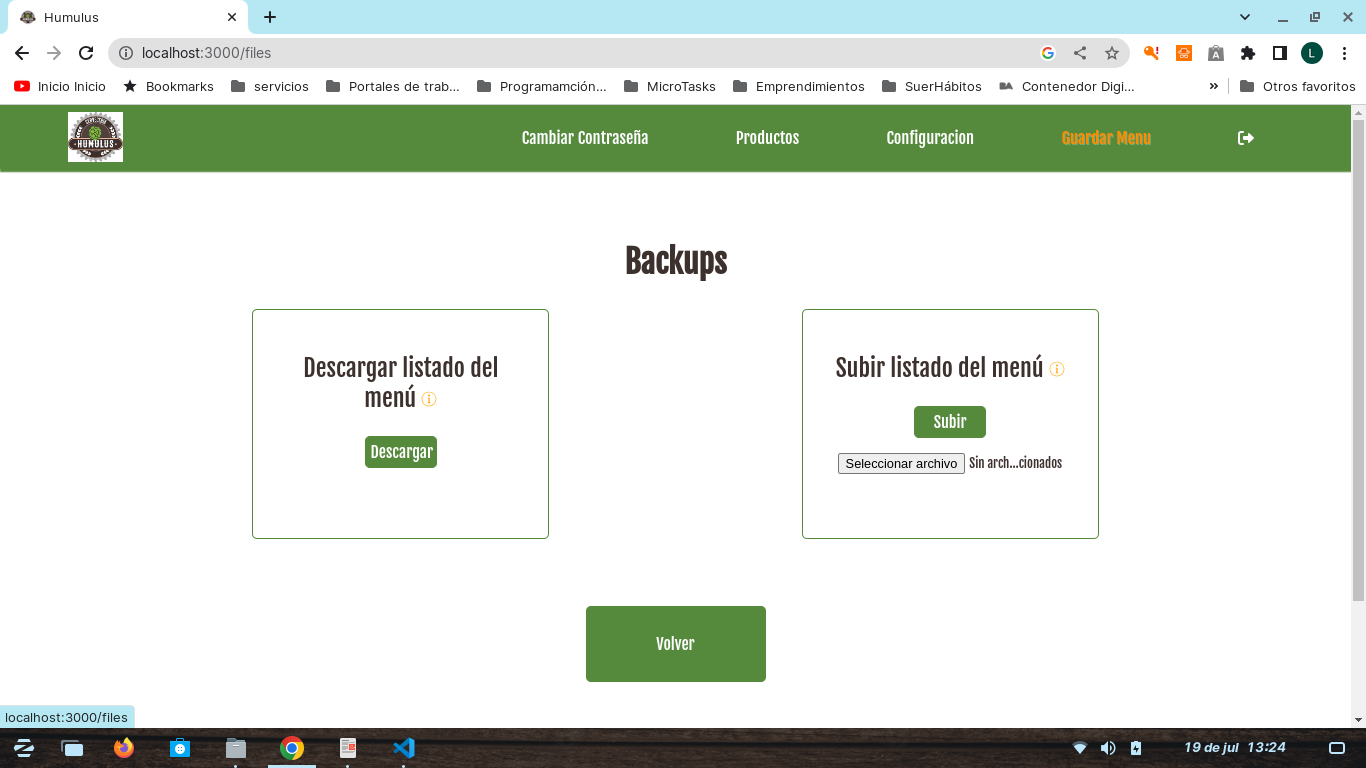 Humulus
localhost:3000/files
Inicio Inicio
Bookmarks
servicios
Portales de trab...
Programamción...
MicroTasks
Emprendimientos
SuerHábitos
BA Contenedor Digi...
»
Otros favoritos
L
HUMULUS
Cambiar Contraseña
Productos
Configuracion
Guardar Menu
Backups
Descargar listado del
menú
Descargar
Subir listado del menú
Subir
Seleccionar archivo Sin arch...cionados
Volver
localhost:3000/files
19 de jul 13:24